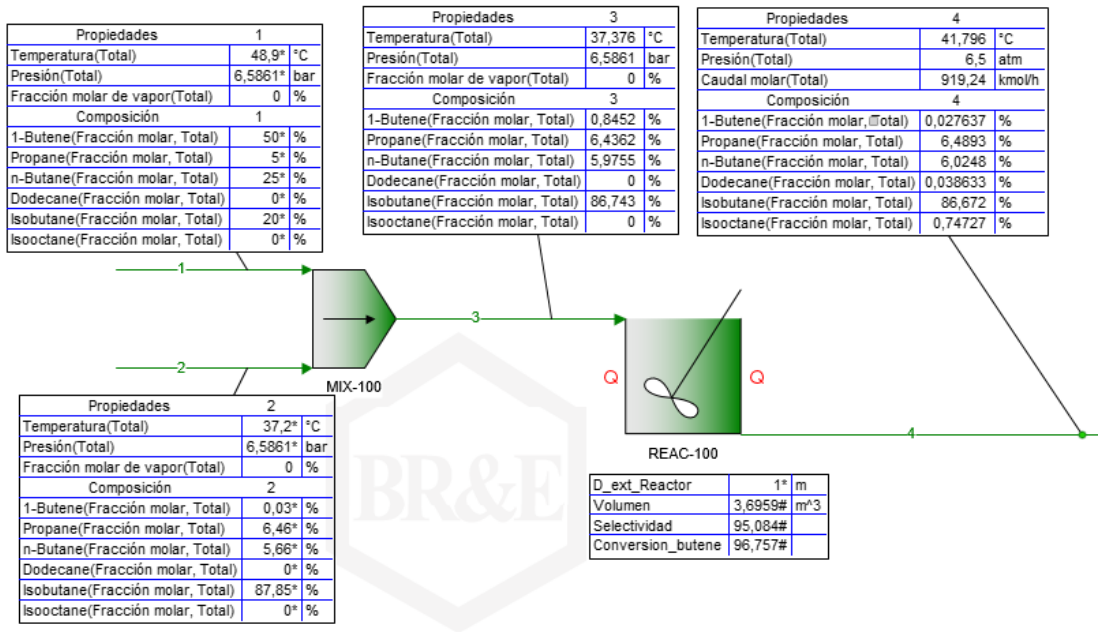 Propiedades 1
Temperatura(Total) 48,9* °C
Presión(Total) 6,5861* bar
Fracción molar de vapor(Total) 0 %
Composición 1
1-Butene(Fracción molar, Total) 50* %
Propane(Fracción molar, Total) 5* %
n-Butane(Fracción molar, Total) 25* %
Dodecane(Fracción molar, Total) 0* %
Isobutane(Fracción molar, Total) 20* %
Isooctane(Fracción molar, Total) 0* %
Propiedades 3
Temperatura(Total) 37,376 °C
Presión(Total) 6,5861 bar
Fracción molar de vapor(Total) 0 %
Composición 3
1-Butene(Fracción molar, Total) 0,8452 %
Propane(Fracción molar, Total) 6,4362 %
n-Butane(Fracción molar, Total) 5,9755 %
Dodecane(Fracción molar, Total) 0 %
Isobutane(Fracción molar, Total) 86,743 %
Isooctane(Fracción molar, Total) 0 %
Propiedades 4
Temperatura(Total) 41,796 °C
Presión(Total) 6,5 atm
Caudal molar(Total) 919,24 kmol/h
Composición 4
1-Butene(Fracción molar, Total) 0,027637 %
Propane(Fracción molar, Total) 6,4893 %
n-Butane(Fracción molar, Total) 6,0248 %
Dodecane(Fracción molar, Total) 0,038633 %
Isobutane(Fracción molar, Total) 86,672 %
Isooctane(Fracción molar, Total) 0,74727 %
1
3
2
MIX-100
Q
Q
4
REAC-100
Propiedades 2
Temperatura(Total) 37,2* °C
Presión(Total) 6,5861* bar
Fracción molar de vapor(Total) 0 %
Composición 2
1-Butene(Fracción molar, Total) 0,03* %
Propane(Fracción molar, Total) 6,46* %
n-Butane(Fracción molar, Total) 5,66* %
Dodecane(Fracción molar, Total) 0* %
Isobutane(Fracción molar, Total) 87,85* %
Isooctane(Fracción molar, Total) 0* %
BR&E
D_ext_Reactor 1* m
Volumen 3,6959# m^3
Selectividad 95,084#
Conversion_butene 96,757#